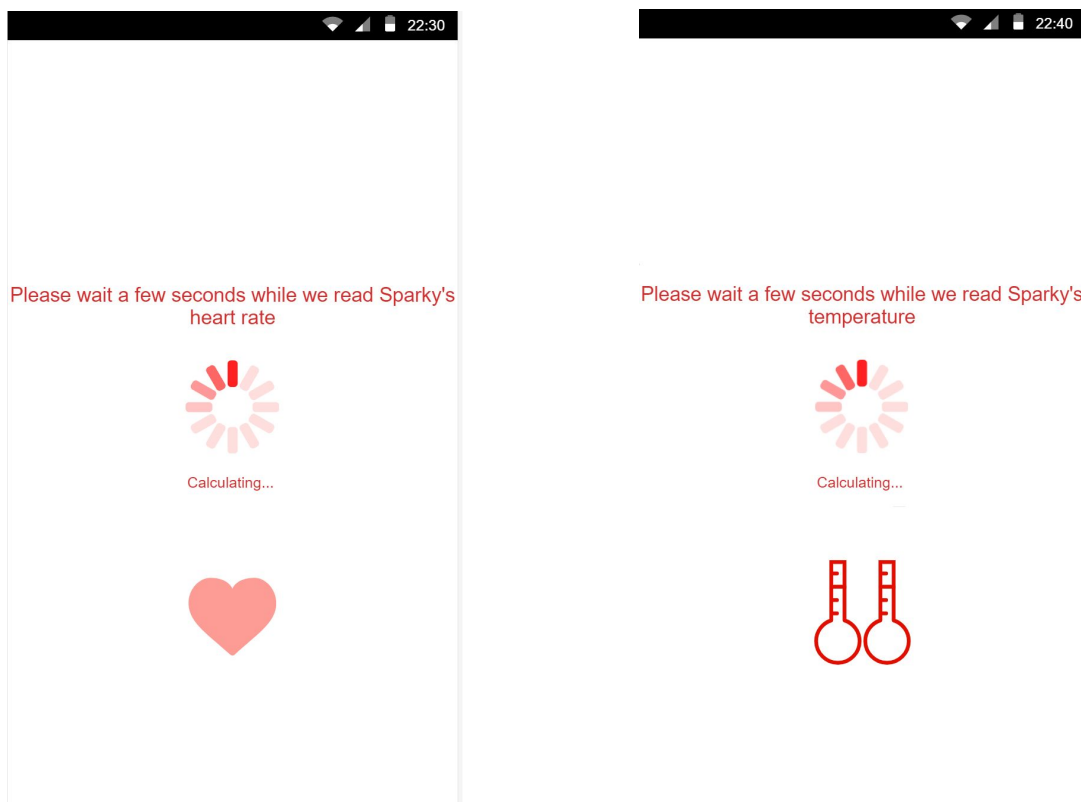 22:30
Please wait a few seconds while we read Sparky's
heart rate
Calculating...
22:40
Please wait a few seconds while we read Sparky's
temperature
Calculating...